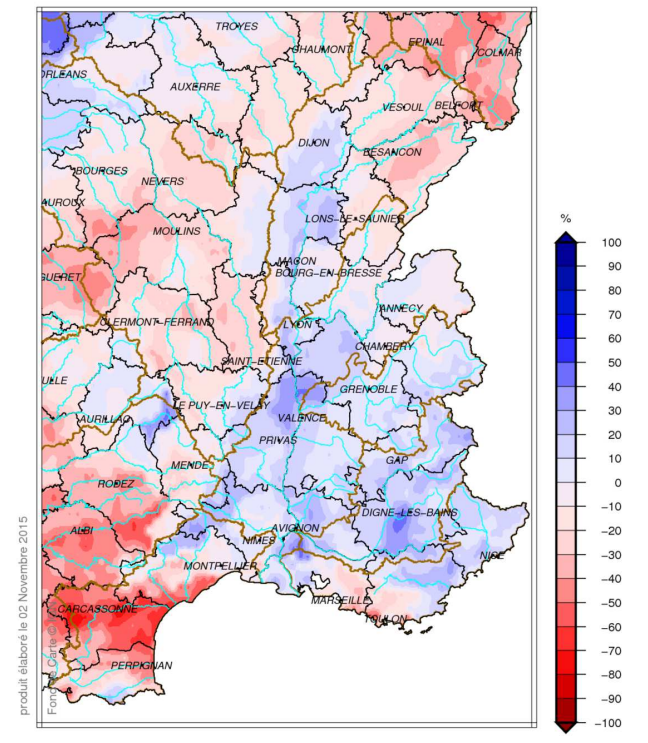 TROYES
CHAUMONT
EPINAL
COLMAR
ORLEANS
AUXERRE
VESOUL
BELFORT
DIJON
BESANCON
BOURGES
NEVERS
AUROUX
LONS-LE-SAUNIER
MOULINS
MACON
BOURG-EN-BRESSE
GUERET
ANNECY
CLERMONT-FERRAND
LYON
CHAMBERY
SAINT-ETIENNE
ULLE
GRENOBLE
LE PUY-EN-VELAY
AURILLAC
VALENCE
PRIVAS
MENDE
GAP
RODEZ
DIGNE-LES-BAINS
ALBI
AVIGNON
NIMES
NICE
MONTPELLIER
MARSEILLE
CARCASSONNE
TOULON
PERPIGNAN
%
100
90
80
70
60
50
40
30
20
10
0
−10
−20
−30
−40
−50
−60
−70
−80
−90
−100
produit élaboré le 02 Novembre 2015
Fond de Carte ©